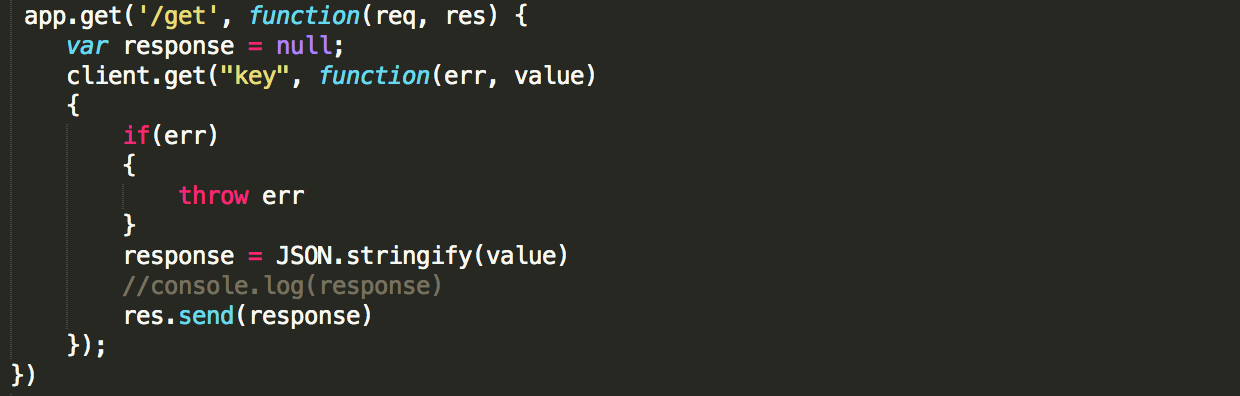 app.get('/get', function(req, res) {
var response = null;
client.get("key", function(err, value)
{
if(err)
{
throw err
}
response = JSON.stringify(value)
//console.log(response)
res.send(response)
});
})